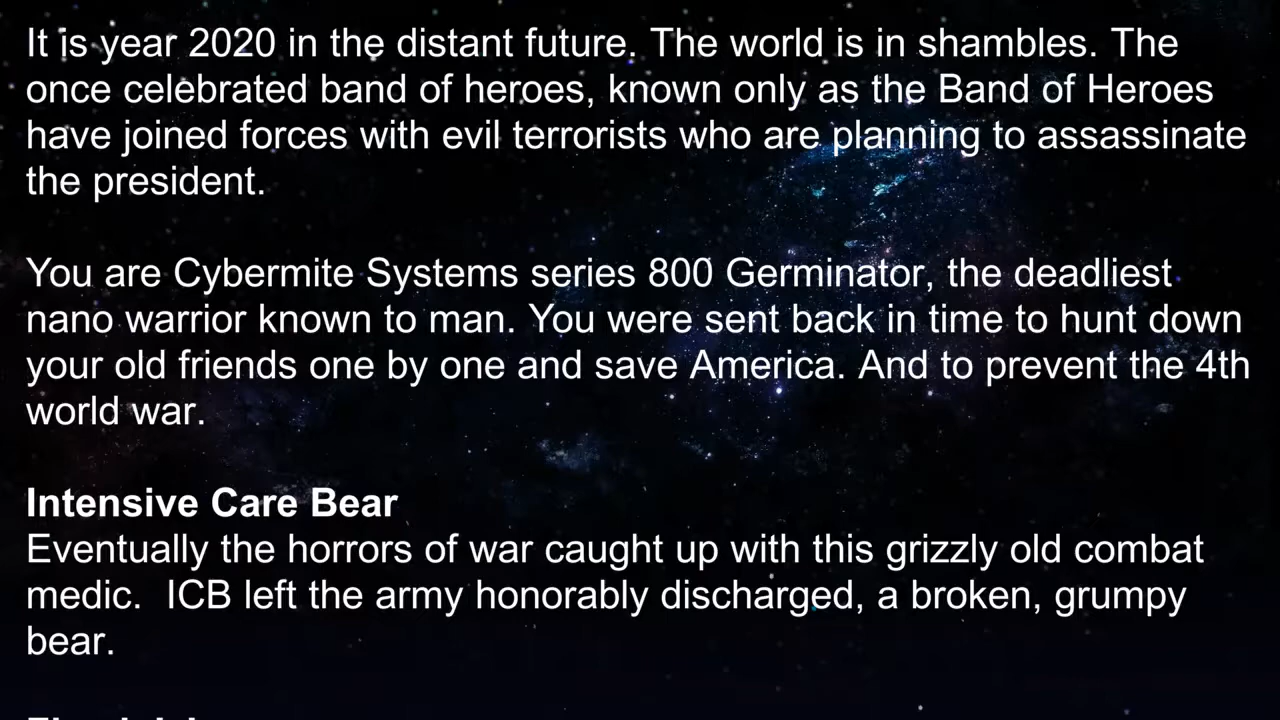 It is year 2020 in the distant future. The world is in shambles. The
once celebrated band of heroes, known only as the Band of Heroes
have joined forces with evil terrorists who are planning to assassinate
the president.
You are Cybermite Systems series 800 Germinator, the deadliest
nano warrior known to man. You were sent back in time to hunt down
your old friends one by one and save America. And to prevent the 4th
world war.
Intensive Care Bear
Eventually the horrors of war caught up with this grizzly old combat
medic.  ICB left the army honorably discharged, a broken, grumpy
bear.